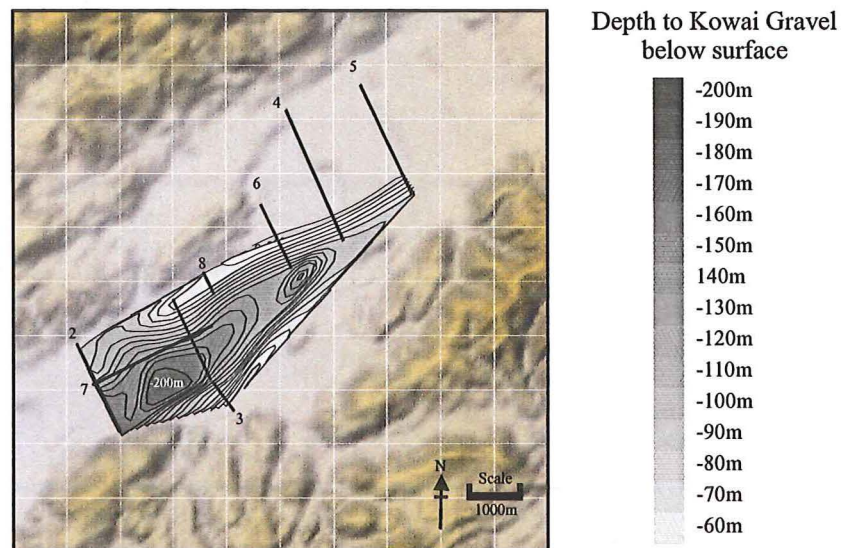 Depth to Kowai Gravel
below surface
5
4
6
8
2
7
-200m
3
N
Scale
1000m
-200m
-190m
-180m
-170m
-160m
-150m
140m
-130m
-120m
-110m
-100m
-90m
-80m
-70m
-60m